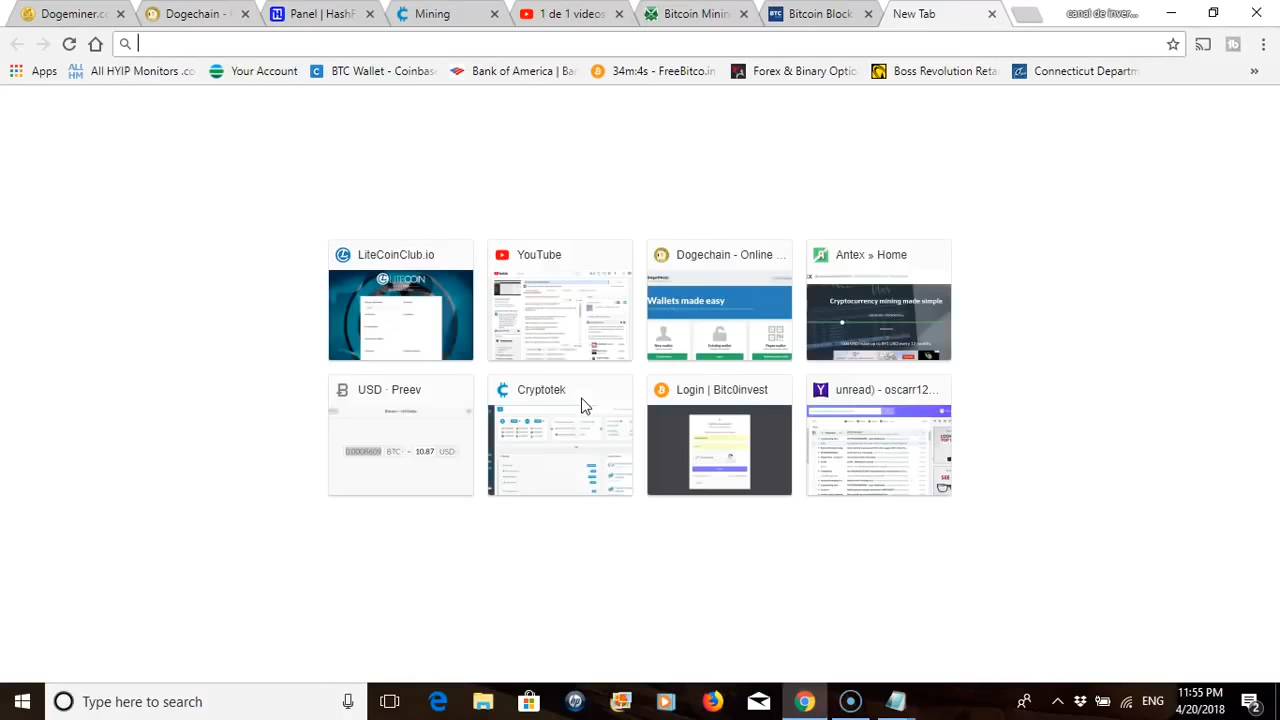 Dogeminer.co
Dogechain - 
Panel | HashF
Mining
1 de 1 videos
Bitcoin Minin
Bitcoin Block
New Tab
canal de inver...
Apps
All HYIP Monitors.co
Your Account
BTC Wallet - Coinbas
Bank of America | Ban
34m:4s - FreeBitco.in
Forex & Binary Optio
Boss Revolution Reta
Connecticut Departm
»
LiteCoinClub.io
YouTube
Dogechain - Online ...
Antex » Home
LITECOIN
Wallets made easy
Cryptocurrency mining made simple
USD · Preev
Cryptotek
Login | Bitc0invest
unread) - oscarr12...
BTC
Type here to search
ENG
11:55 PM
4/20/2018
2